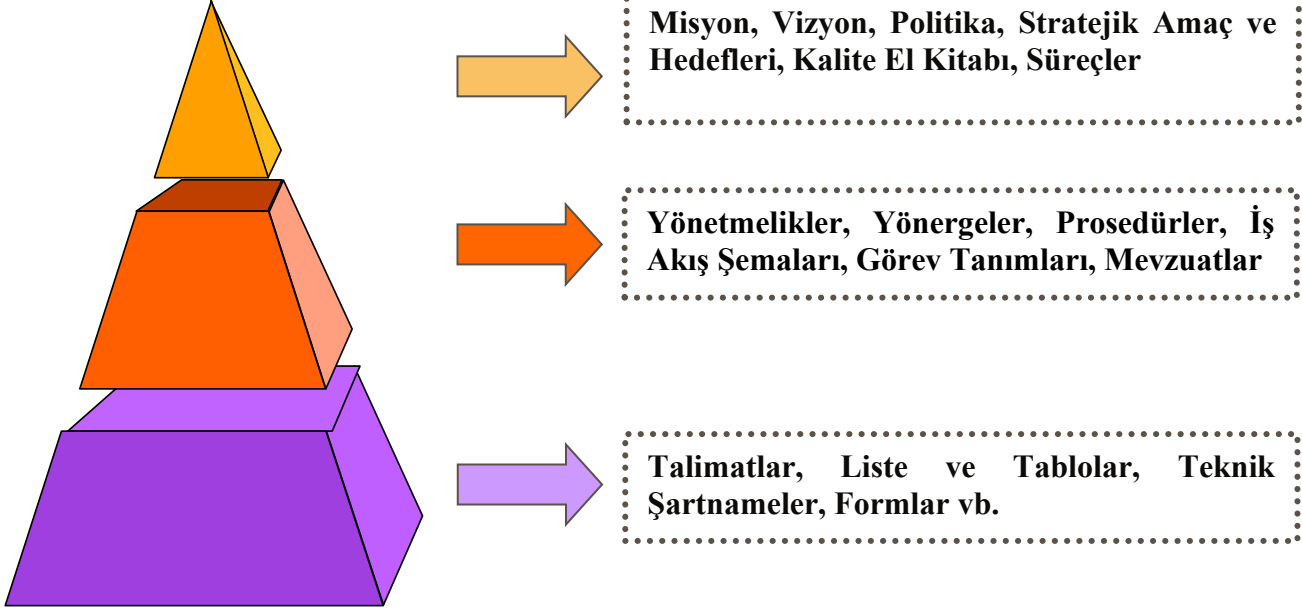 Misyon, Vizyon, Politika, Stratejik Amaç ve
Hedefleri, Kalite El Kitabı, Süreçler
Yönetmelikler, Yönergeler, Prosedürler, İş
Akış Şemaları, Görev Tanımları, Mevzuatlar
Talimatlar, Liste ve Tablolar, Teknik
Şartnameler, Formlar vb.